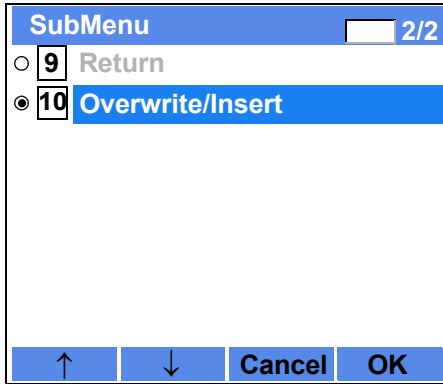 SubMenu 2/2
9 Return
10 Overwrite/Insert
↑ ↓ Cancel OK